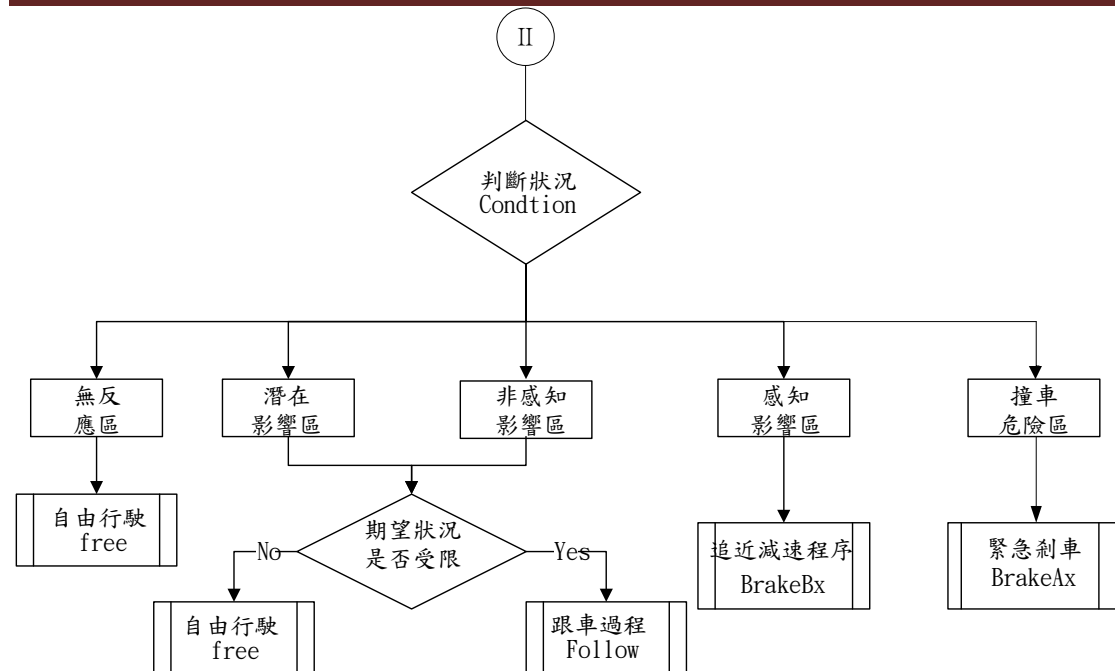 II
判斷狀況
Condtion
無反
應區
潛在
影響區
非感知
影響區
感知
影響區
撞車
危險區
自由行駛
free
期望狀況
是否受限
No
Yes
追近減速程序
BrakeBx
緊急剎車
BrakeAx
自由行駛
free
跟車過程
Follow